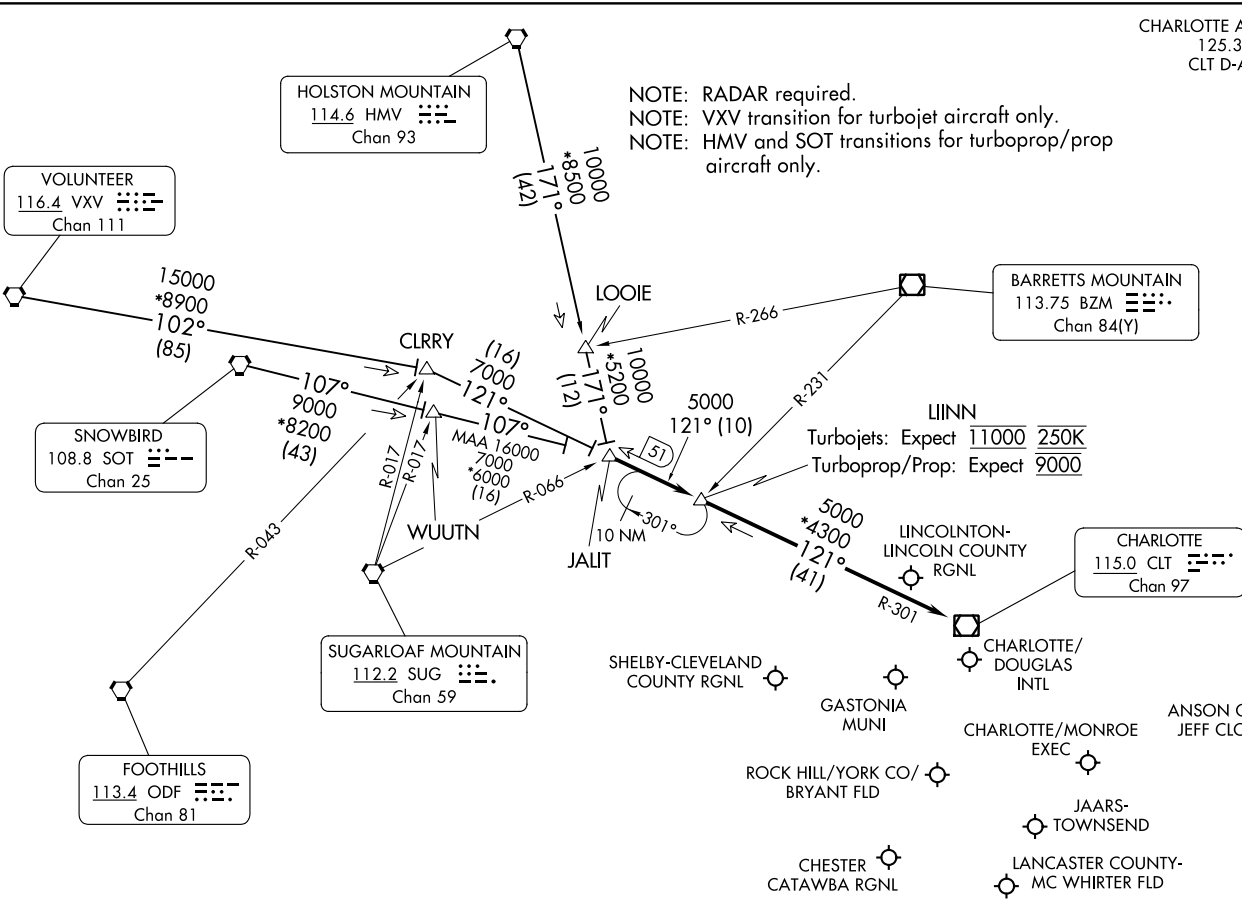 CHARLOTTE A
125.3
CLT D-A
HOLSTON MOUNTAIN
114.6 HMV
Chan 93
NOTE: RADAR required.
NOTE: VXV transition for turbojet aircraft only.
NOTE: HMV and SOT transitions for turboprop/prop
aircraft only.
VOLUNTEER
116.4 VXV
Chan 111
10000
*8500
171°
(42)
15000
*8900
102°
(85)
LOOIE
R-266
BARRETTS MOUNTAIN
113.75 BZM
Chan 84(Y)
CLRRY
(16)
7000
121°
10000
*5200
171°
(12)
R-231
107°
9000
*8200
(43)
SNOWBIRD
108.8 SOT
Chan 25
107°
MAA 16000
7000
*6000
(16)
5000
121° (10)
51
LIINN
Turbojets: Expect 11000 250K
Turboprop/Prop: Expect 9000
R-017
R-017
R-066
R-043
WUUTN
301°
10 NM
JALIT
5000
*4300
121°
(41)
R-301
LINCOLNTON-
LINCOLN COUNTY
RGNL
CHARLOTTE
115.0 CLT
Chan 97
SUGARLOAF MOUNTAIN
112.2 SUG
Chan 59
SHELBY-CLEVELAND
COUNTY RGNL
CHARLOTTE/
DOUGLAS
INTL
GASTONIA
MUNI
ANSON C
JEFF CLO
CHARLOTTE/MONROE
EXEC
FOOTHILLS
113.4 ODF
Chan 81
ROCK HILL/YORK CO/
BRYANT FLD
JAARS-
TOWNSEND
CHESTER
CATAWBA RGNL
LANCASTER COUNTY-
MC WHIRTER FLD